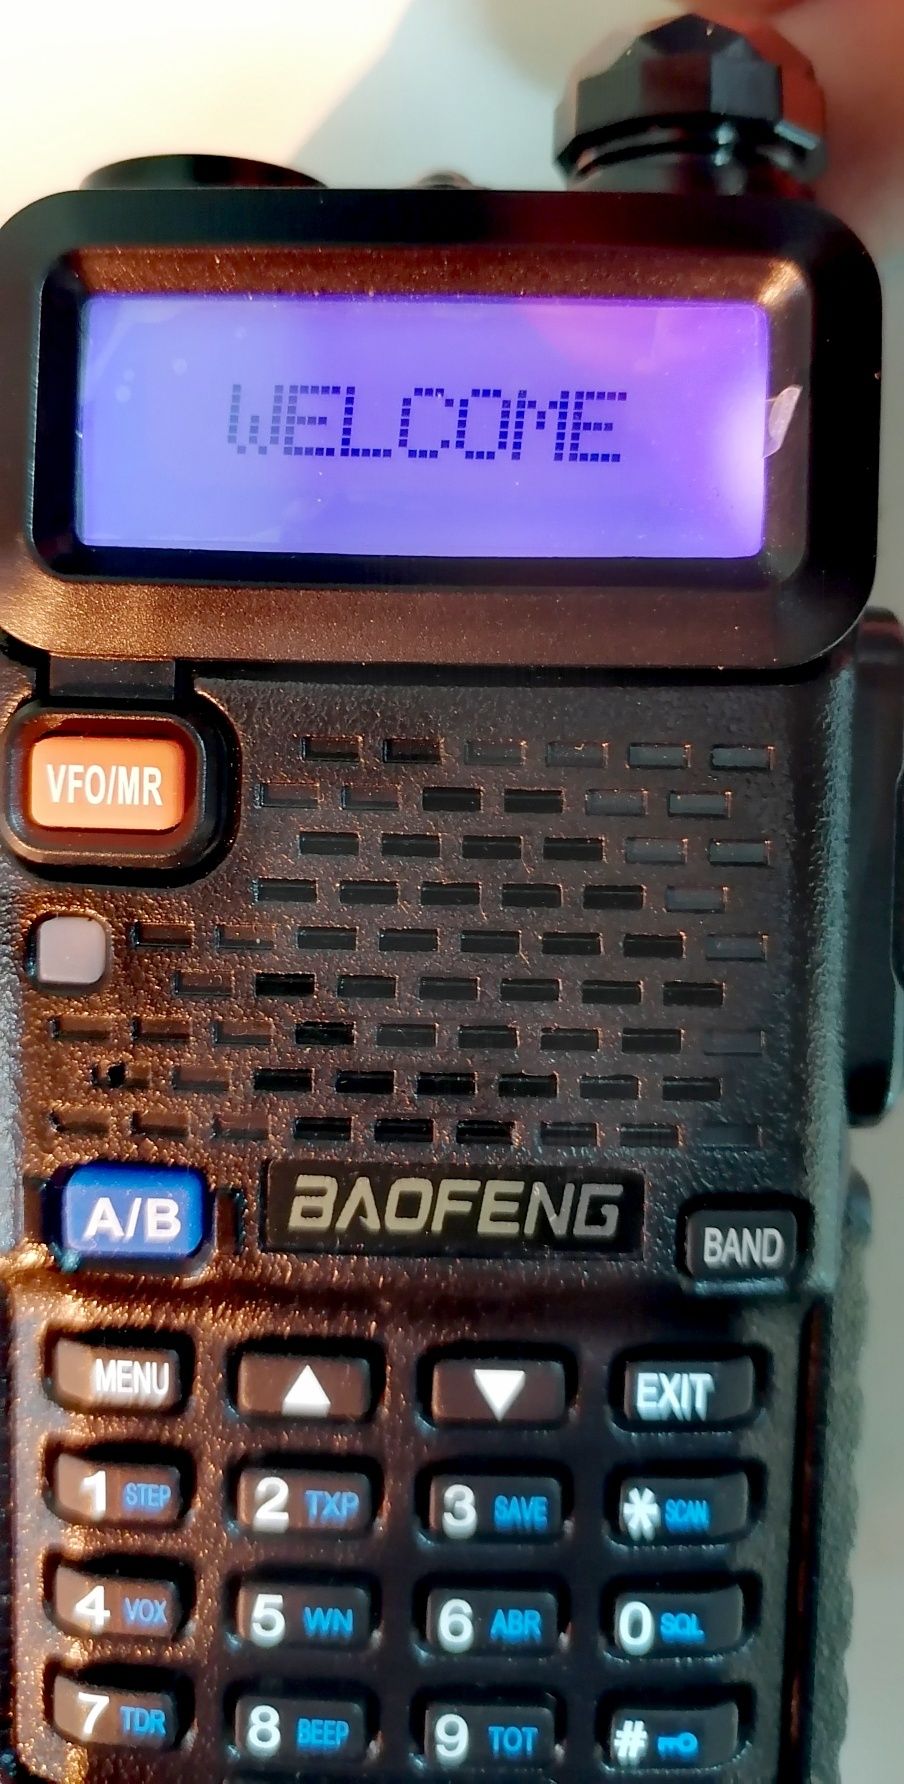 WELCOME
VFO/MR
A/B BAOFENG BAND
MENU ▲ ▼ EXIT
1 STEP 2 TXP 3 SAVE * SCAN
4 VOX 5 WN 6 ABR 0 SQL
7 TDR 8 BEEP 9 TOT #